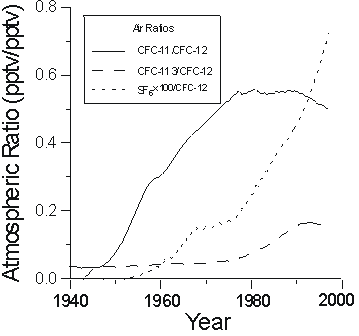 0.8
0.6
0.4
0.2
0.0
Atmospheric Ratio (pptv/pptv)
Air Ratios
CFC-11/CFC-12
CFC-113/CFC-12
SF₆×100/CFC-12
1940 1960 1980 2000
Year